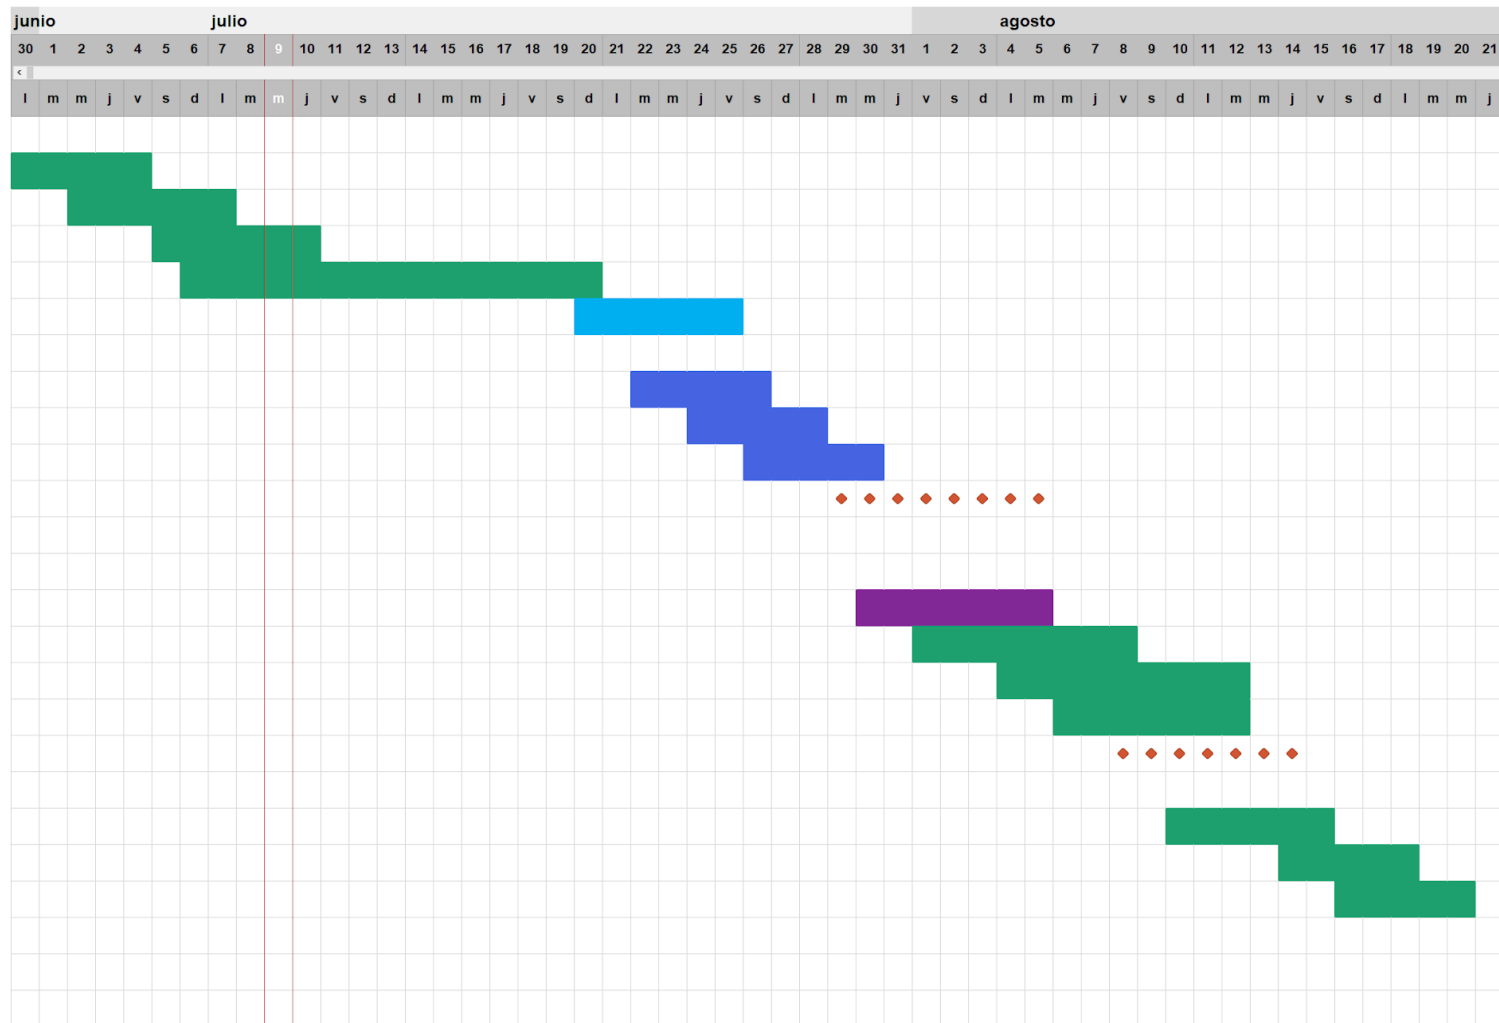 junio julio agosto
30 1 2 3 4 5 6 7 8 9 10 11 12 13 14 15 16 17 18 19 20 21 22 23 24 25 26 27 28 29 30 31 1 2 3 4 5 6 7 8 9 10 11 12 13 14 15 16 17 18 19 20 21
<
l m m j v s d l m m j v s d l m m j v s d l m m j v s d l m m j v s d l m m j v s d l m m j v s d l m m j